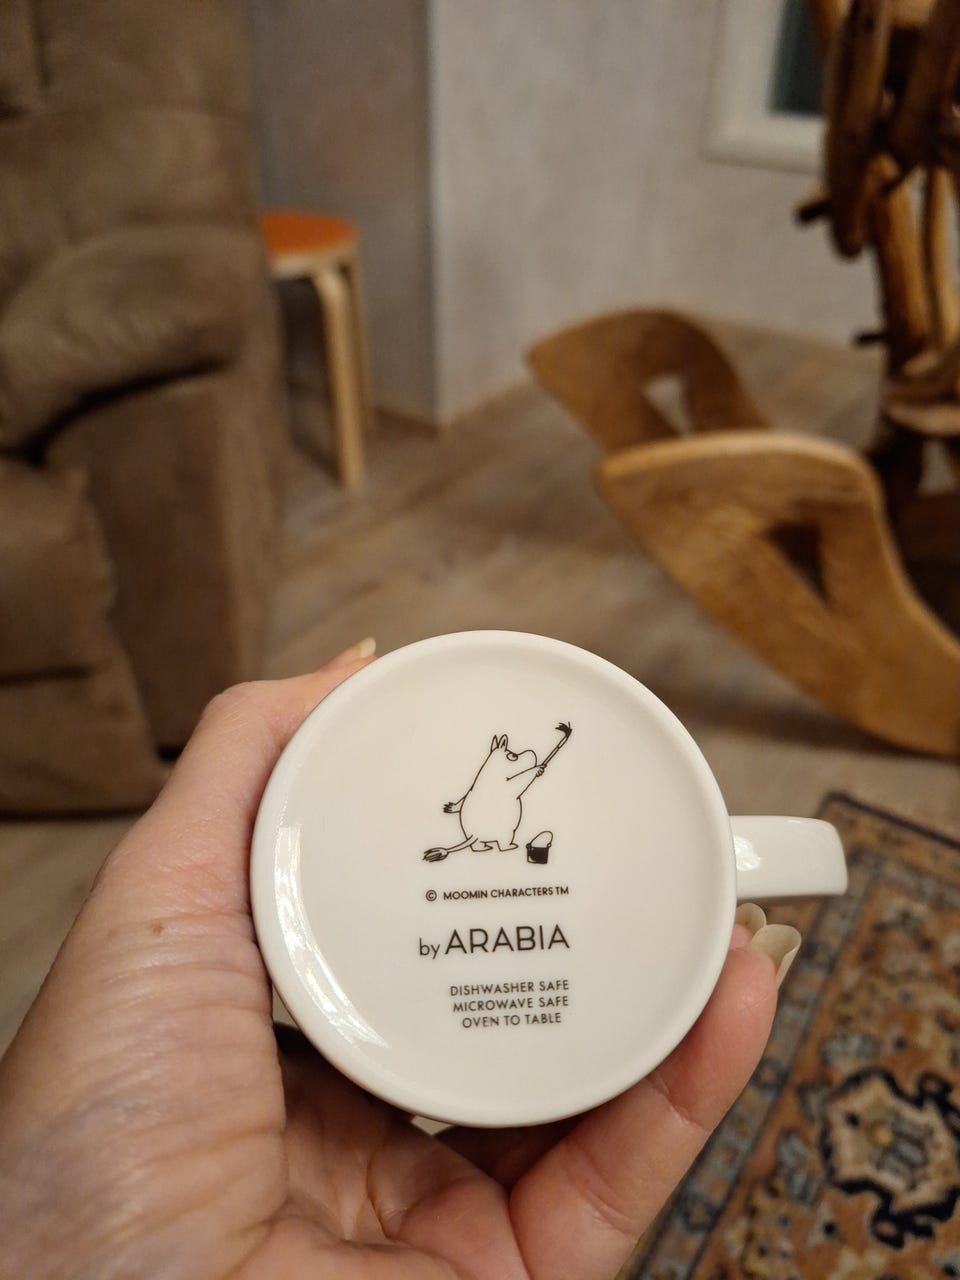 © MOOMIN CHARACTERS TM
by ARABIA
DISHWASHER SAFE
MICROWAVE SAFE
OVEN TO TABLE